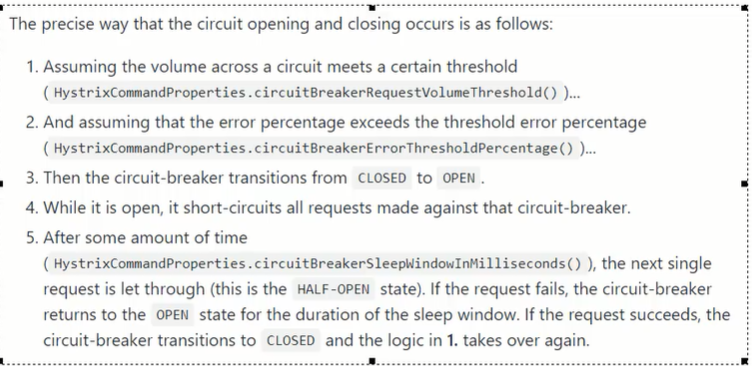 The precise way that the circuit opening and closing occurs is as follows:
1. Assuming the volume across a circuit meets a certain threshold
( HystrixCommandProperties.circuitBreakerRequestVolumeThreshold() )...
2. And assuming that the error percentage exceeds the threshold error percentage
( HystrixCommandProperties.circuitBreakerErrorThresholdPercentage() )...
3. Then the circuit-breaker transitions from CLOSED to OPEN .
4. While it is open, it short-circuits all requests made against that circuit-breaker.
5. After some amount of time
( HystrixCommandProperties.circuitBreakerSleepWindowInMilliseconds() ), the next single
request is let through (this is the HALF-OPEN state). If the request fails, the circuit-breaker
returns to the OPEN state for the duration of the sleep window. If the request succeeds, the
circuit-breaker transitions to CLOSED and the logic in 1. takes over again.